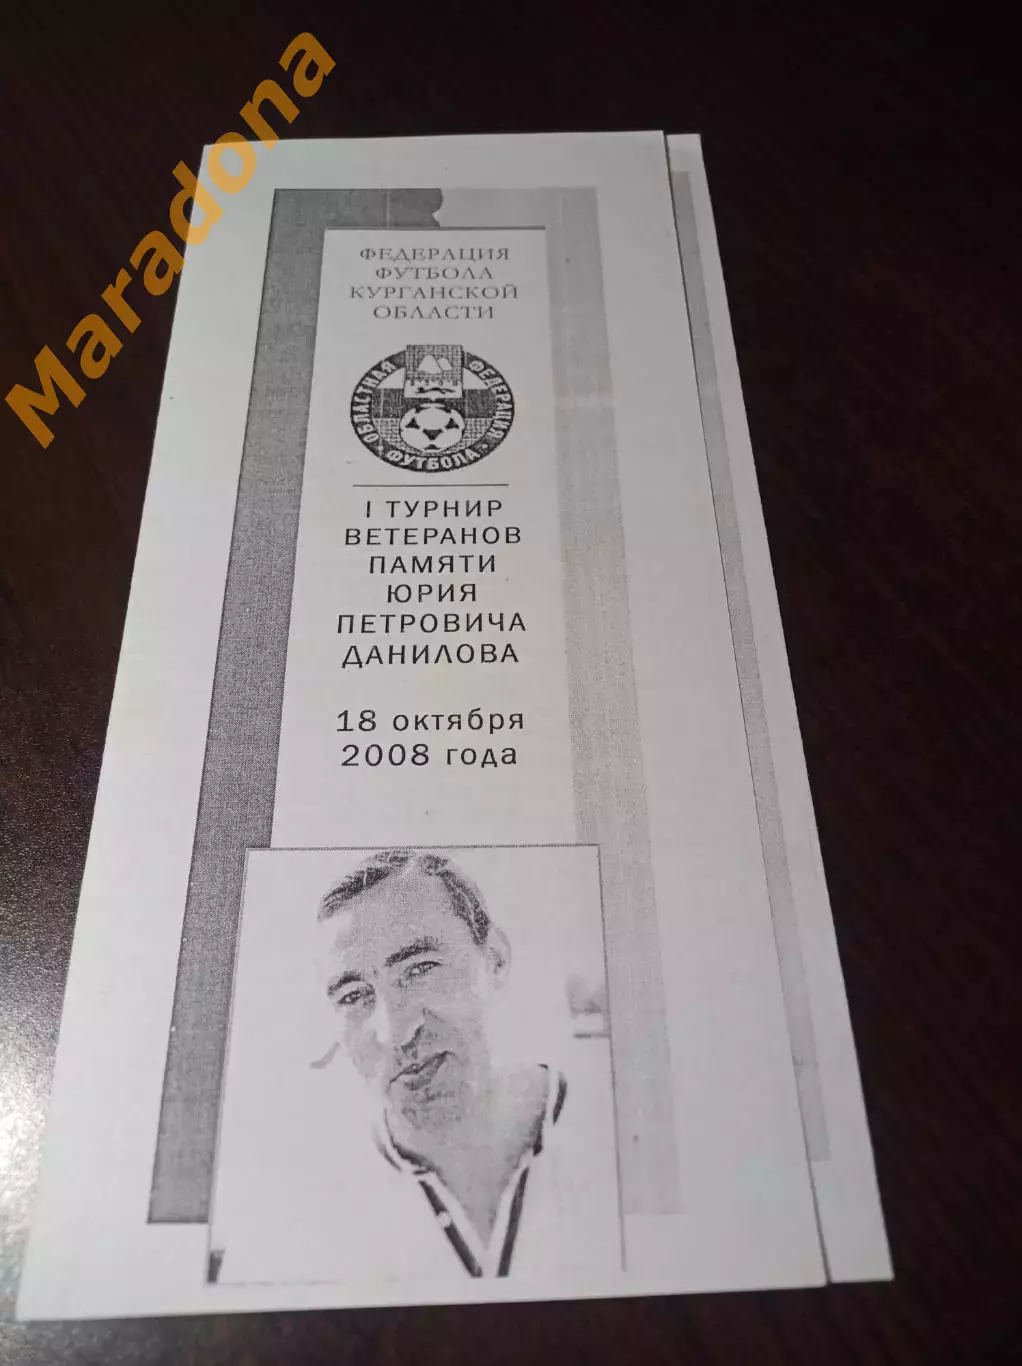 Maradona
ФЕДЕРАЦИЯ
ФУТБОЛА
КУРГАНСКОЙ
ОБЛАСТИ
ОБЛАСТНАЯ ФЕДЕРАЦИЯ
ФУТБОЛА
I ТУРНИР
ВЕТЕРАНОВ
ПАМЯТИ
ЮРИЯ
ПЕТРОВИЧА
ДАНИЛОВА
18 октября
2008 года